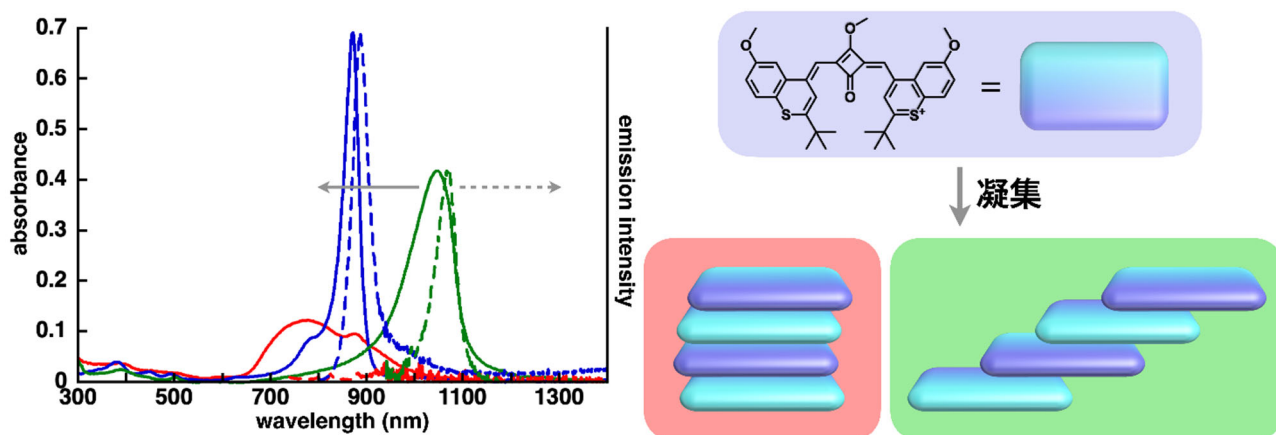 0.7
0.6
0.5
0.4
0.3
0.2
0.1
0
absorbance
300
500
700
900
1100
1300
wavelength (nm)
emission intensity
O
O
O
O
S
S+
=
凝集